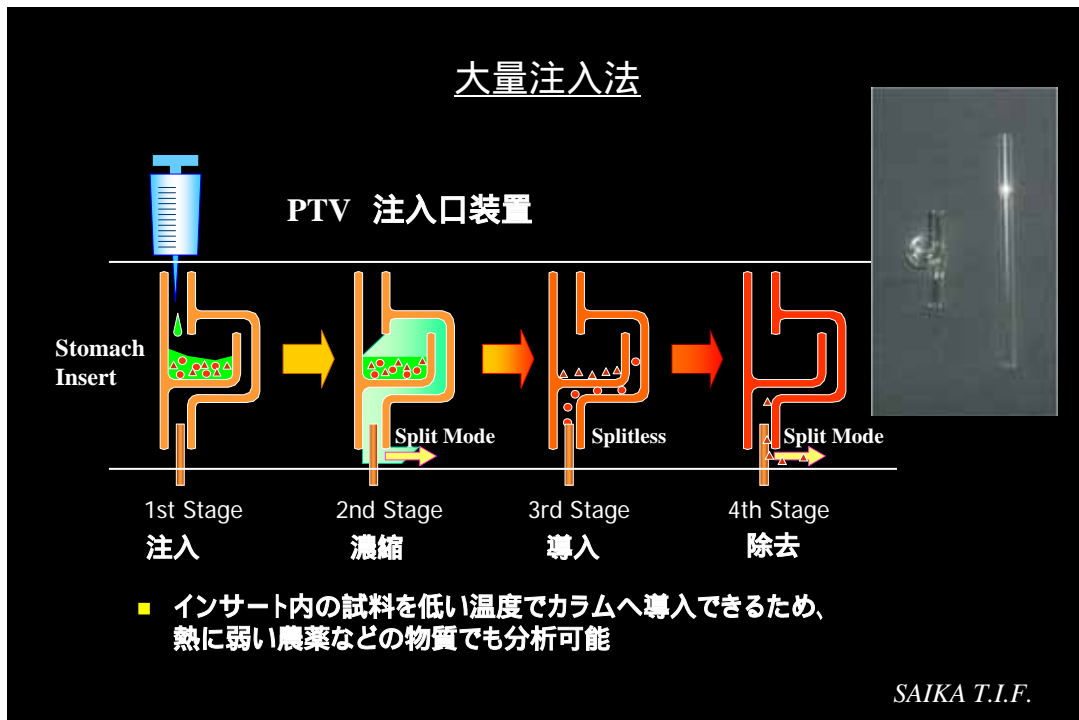 大量注入法
PTV 注入口装置
Stomach
Insert
Split Mode
Splitless
Split Mode
1st Stage
2nd Stage
3rd Stage
4th Stage
注入
濃縮
導入
除去
■ インサート内の試料を低い温度でカラムへ導入できるため、
熱に弱い農薬などの物質でも分析可能
SAIKA T.I.F.